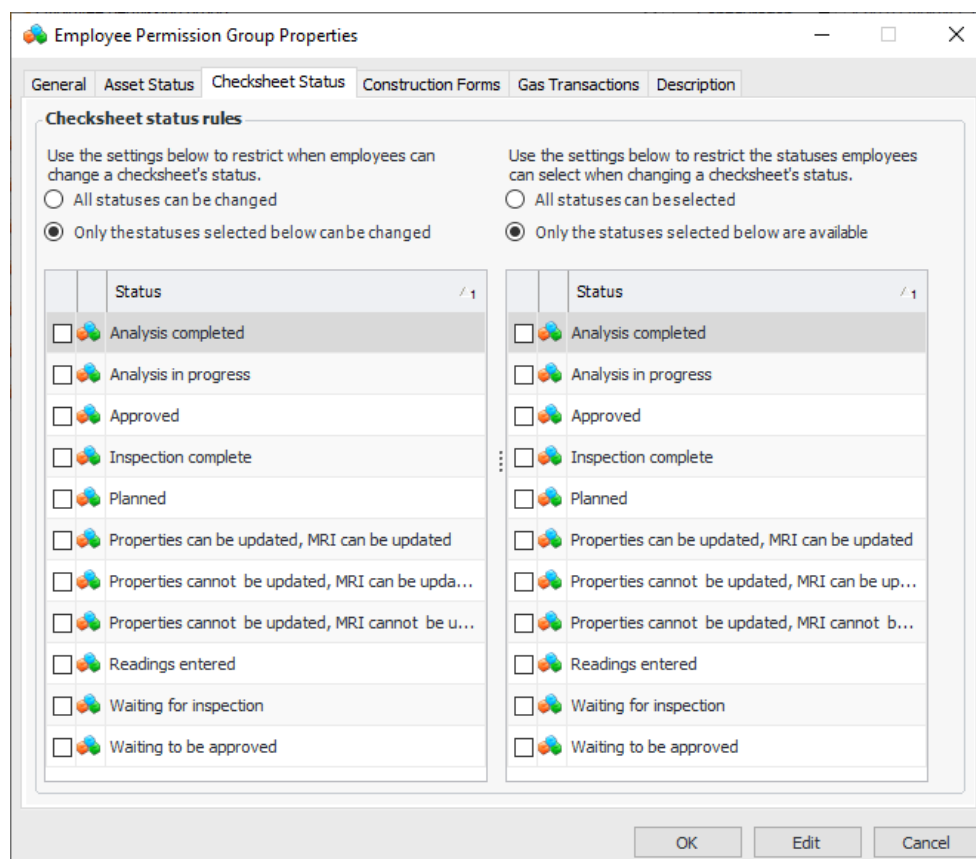 Employee Permission Group Properties
General Asset Status Checksheet Status Construction Forms Gas Transactions Description
Checksheet status rules
Use the settings below to restrict when employees can
change a checksheet's status.
All statuses can be changed
Only the statuses selected below can be changed
Use the settings below to restrict the statuses employees
can select when changing a checksheet's status.
All statuses can be selected
Only the statuses selected below are available
Status 1
Analysis completed
Analysis in progress
Approved
Inspection complete
Planned
Properties can be updated, MRI can be updated
Properties cannot be updated, MRI can be upda...
Properties cannot be updated, MRI cannot be u...
Readings entered
Waiting for inspection
Waiting to be approved
Status 1
Analysis completed
Analysis in progress
Approved
Inspection complete
Planned
Properties can be updated, MRI can be updated
Properties cannot be updated, MRI can be up...
Properties cannot be updated, MRI cannot b...
Readings entered
Waiting for inspection
Waiting to be approved
OK Edit Cancel